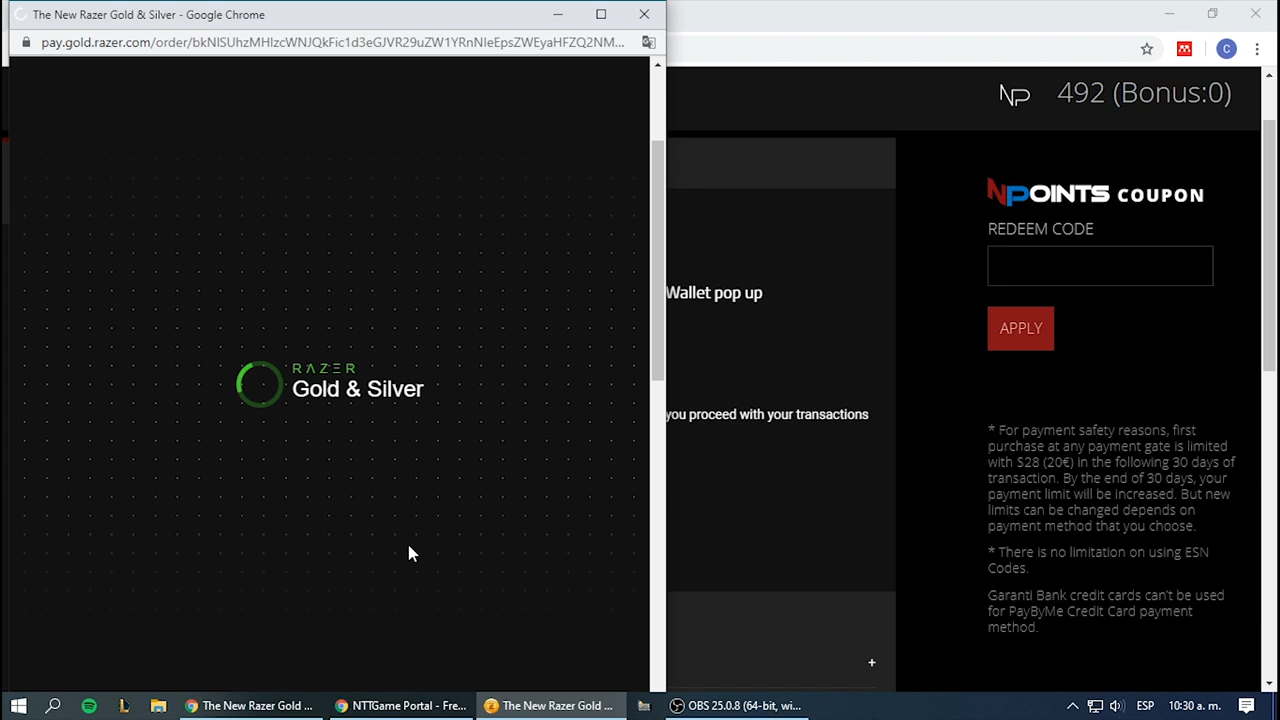 The New Razer Gold & Silver - Google Chrome
pay.gold.razer.com/order/
492 (Bonus:0)
NPOINTS COUPON
REDEEM CODE
Wallet pop up
APPLY
RAZER
Gold & Silver
you proceed with your transactions
* For payment safety reasons, first
purchase at any payment gate is limited
with $28 (20€) in the following 30 days of
transaction. By the end of 30 days, your
payment limit will be increased. But new
limits can be changed depends on
payment method that you choose.
* There is no limitation on using ESN
Codes.
Garanti Bank credit cards can't be used
for PayByMe Credit Card payment
method.
The New Razer Gold ...
NTTGame Portal - Fre...
The New Razer Gold ...
OBS 25.0.8 (64-bit, wi...
ESP
10:30 a. m.